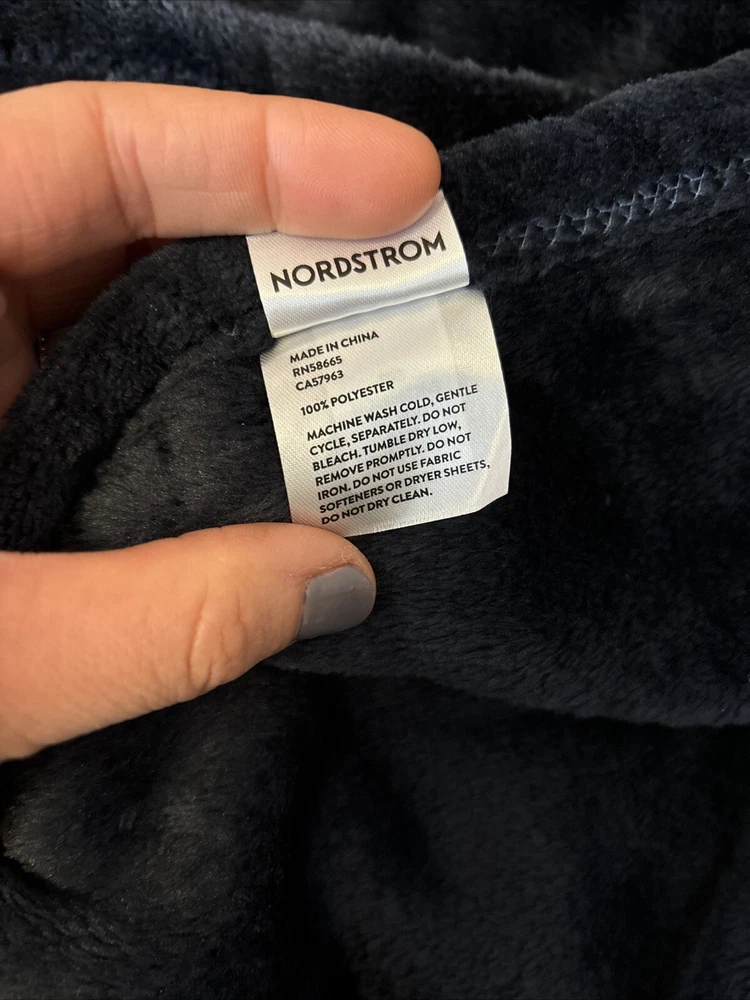 NORDSTROM
MADE IN CHINA
RN58665
CA57963
100% POLYESTER
MACHINE WASH COLD, GENTLE
CYCLE, SEPARATELY. DO NOT
BLEACH. TUMBLE DRY LOW,
REMOVE PROMPTLY. DO NOT
IRON. DO NOT USE FABRIC
SOFTENERS OR DRYER SHEETS,
DO NOT DRY CLEAN.